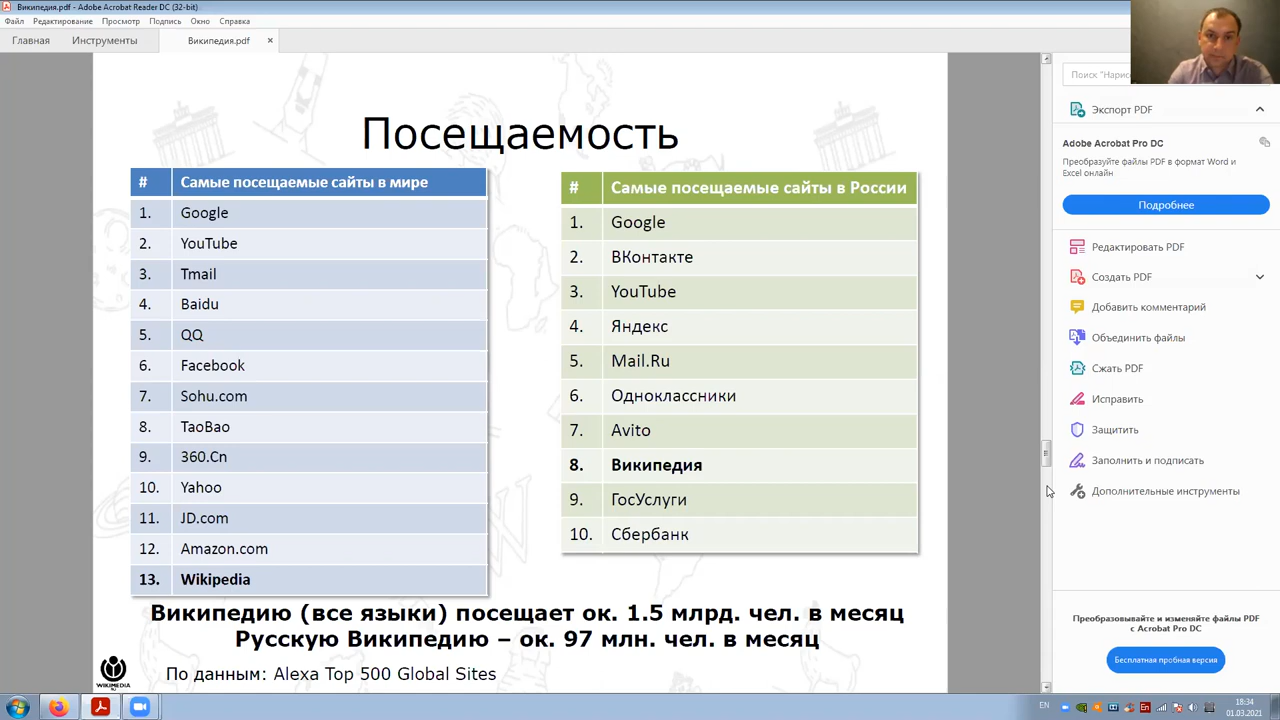 Википедия.pdf - Adobe Acrobat Reader DC (32-bit)
Файл Редактирование Просмотр Подпись Окно Справка
Главная Инструменты Википедия.pdf ×
Посещаемость
# Самые посещаемые сайты в мире
1. Google
2. YouTube
3. Tmail
4. Baidu
5. QQ
6. Facebook
7. Sohu.com
8. TaoBao
9. 360.Cn
10. Yahoo
11. JD.com
12. Amazon.com
13. Wikipedia
# Самые посещаемые сайты в России
1. Google
2. ВКонтакте
3. YouTube
4. Яндекс
5. Mail.Ru
6. Одноклассники
7. Avito
8. Википедия
9. ГосУслуги
10. Сбербанк
Википедию (все языки) посещает ок. 1.5 млрд. чел. в месяц
Русскую Википедию – ок. 97 млн. чел. в месяц
WIKIMEDIA
RU
По данным: Alexa Top 500 Global Sites
Поиск "Нарис
Экспорт PDF
Adobe Acrobat Pro DC
Преобразуйте файлы PDF в формат Word и
Excel онлайн
Подробнее
Редактировать PDF
Создать PDF
Добавить комментарий
Объединить файлы
Сжать PDF
Исправить
Защитить
Заполнить и подписать
Дополнительные инструменты
Преобразовывайте и изменяйте файлы PDF
с Acrobat Pro DC
Бесплатная пробная версия
EN
18:34
01.03.2021